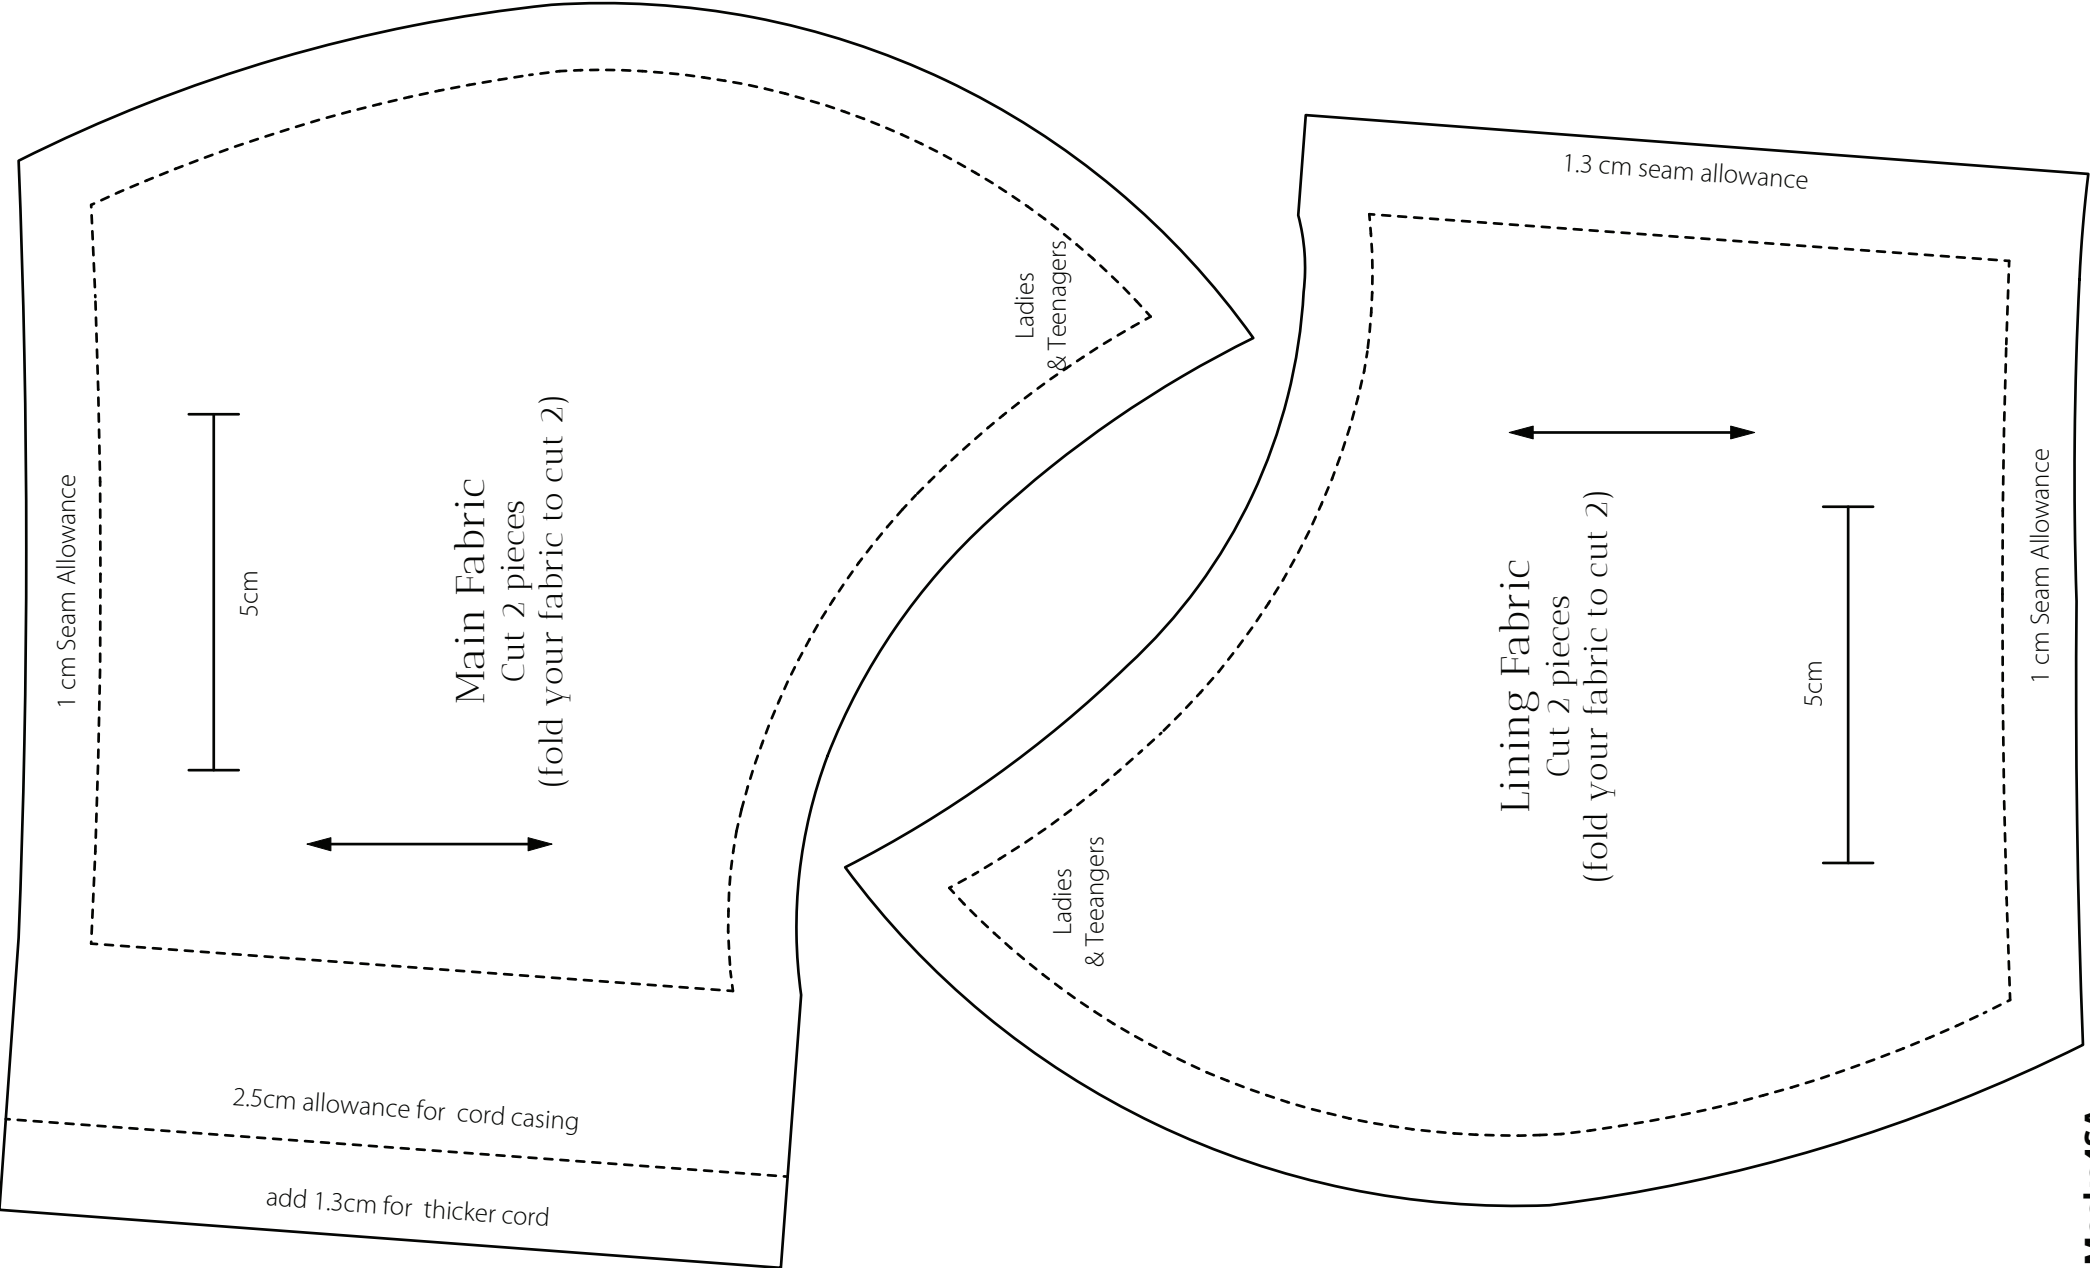 Ladies
& Teenagers
1 cm Seam Allowance
5cm
Main Fabric
Cut 2 pieces
(fold your fabric to cut 2)
2.5cm allowance for cord casing
add 1.3cm for thicker cord
1.3 cm seam allowance
Lining Fabric
Cut 2 pieces
(fold your fabric to cut 2)
5cm
1 cm Seam Allowance
Ladies
& Teeangers